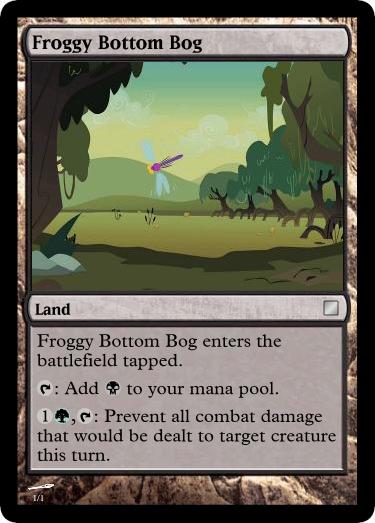 Froggy Bottom Bog
Land
Froggy Bottom Bog enters the
battlefield tapped.
: Add to your mana pool.
1, : Prevent all combat damage
that would be dealt to target creature
this turn.
1/1